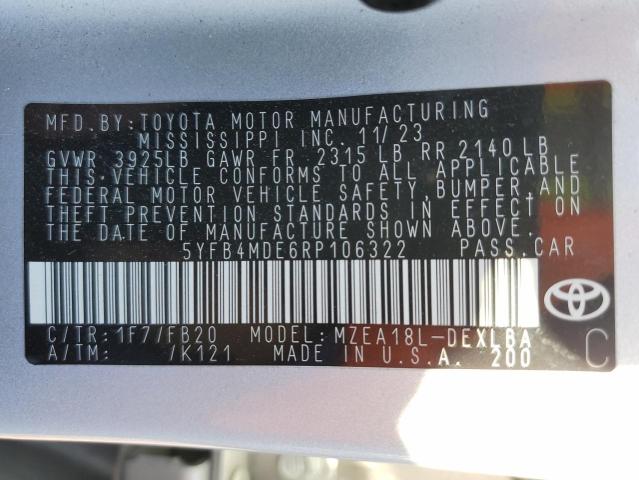 MFD. BY: TOYOTA MOTOR MANUFACTURING
MISSISSIPPI INC. 11/23
GVWR 3925LB GAWR FR. 2315 LB RR 2140 LB
THIS VEHICLE CONFORMS TO ALL APPLICABLE
FEDERAL MOTOR VEHICLE SAFETY, BUMPER, AND
THEFT PREVENTION STANDARDS IN EFFECT ON
THE DATE OF MANUFACTURE SHOWN ABOVE.
5YFB4MDE6RP106322 PASS. CAR
C/TR: 1F7/FB20 MODEL: MZEA18L-DEXLBA
A/TM: /K121 MADE IN U.S.A. 200
C